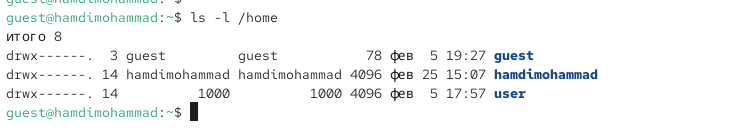 guest@hamdimohammad:~$ ls -l /home
итого 8
drwx------.  3 guest         guest           78 фев  5 19:27 guest
drwx------. 14 hamdimohammad hamdimohammad 4096 фев 25 15:07 hamdimohammad
drwx------. 14          1000          1000 4096 фев  5 17:57 user
guest@hamdimohammad:~$